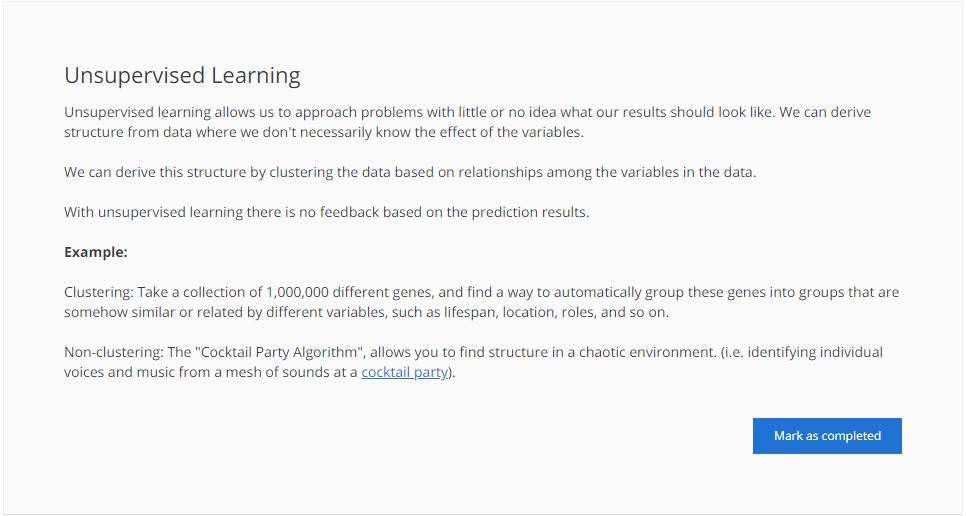 Unsupervised Learning
Unsupervised learning allows us to approach problems with little or no idea what our results should look like. We can derive
structure from data where we don't necessarily know the effect of the variables.
We can derive this structure by clustering the data based on relationships among the variables in the data.
With unsupervised learning there is no feedback based on the prediction results.
Example:
Clustering: Take a collection of 1,000,000 different genes, and find a way to automatically group these genes into groups that are
somehow similar or related by different variables, such as lifespan, location, roles, and so on.
Non-clustering: The "Cocktail Party Algorithm", allows you to find structure in a chaotic environment. (i.e. identifying individual
voices and music from a mesh of sounds at a cocktail party).
Mark as completed